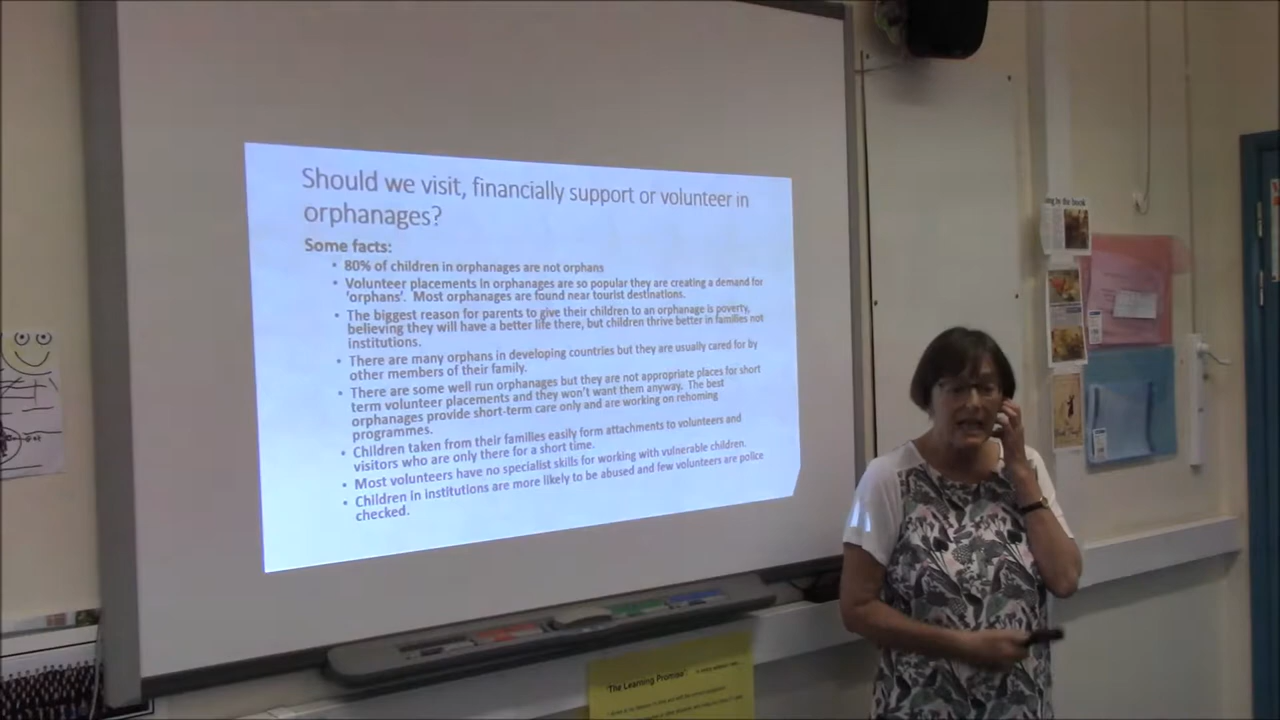 Should we visit, financially support or volunteer in
orphanages?
Some facts:
• 80% of children in orphanages are not orphans
• Volunteer placements in orphanages are so popular they are creating a demand for
'orphans'. Most orphanages are found near tourist destinations.
• The biggest reason for parents to give their children to an orphanage is poverty,
believing they will have a better life there, but children thrive better in families not
institutions.
• There are many orphans in developing countries but they are usually cared for by
other members of their family.
• There are some well run orphanages but they are not appropriate places for short
term volunteer placements and they won't want them anyway. The best
orphanages provide short-term care only and are working on rehoming
programmes.
• Children taken from their families easily form attachments to volunteers and
visitors who are only there for a short time.
• Most volunteers have no specialist skills for working with vulnerable children.
• Children in institutions are more likely to be abused and few volunteers are police
checked.
by the book
'The Learning Promise'